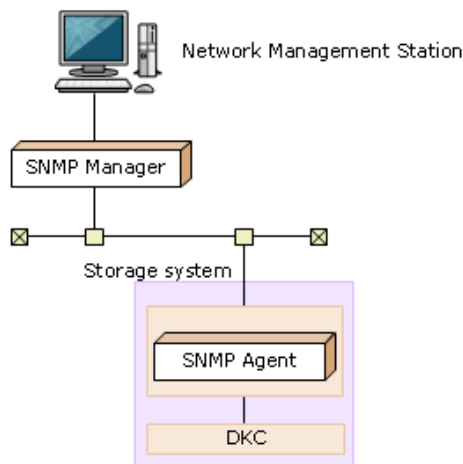 Network Management Station
SNMP Manager
Storage system
SNMP Agent
DKC